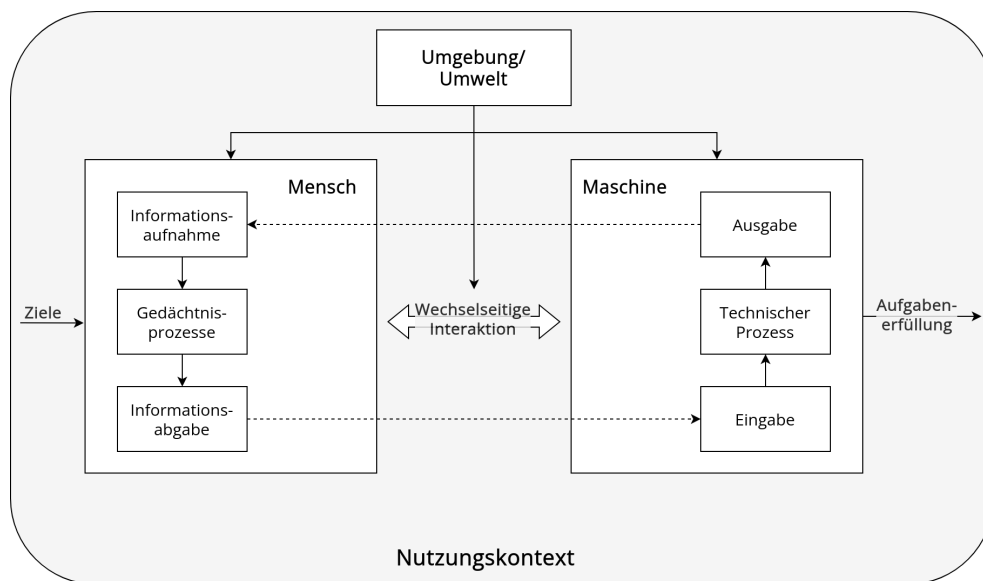 Umgebung/
Umwelt
Mensch
Maschine
Informations-
aufnahme
Ausgabe
Ziele
Gedächtnis-
prozesse
Wechselseitige
Interaktion
Technischer
Prozess
Aufgaben-
erfüllung
Informations-
abgabe
Eingabe
Nutzungskontext